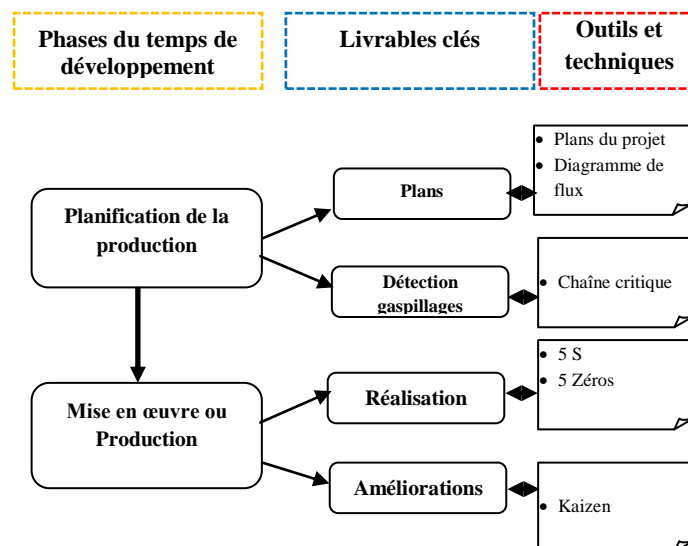 Phases du temps de
développement
Livrables clés
Outils et
techniques
Planification de la
production
Plans
• Plans du projet
• Diagramme de
flux
Détection
gaspillages
• Chaîne critique
Mise en œuvre ou
Production
Réalisation
• 5 S
• 5 Zéros
Améliorations
• Kaizen